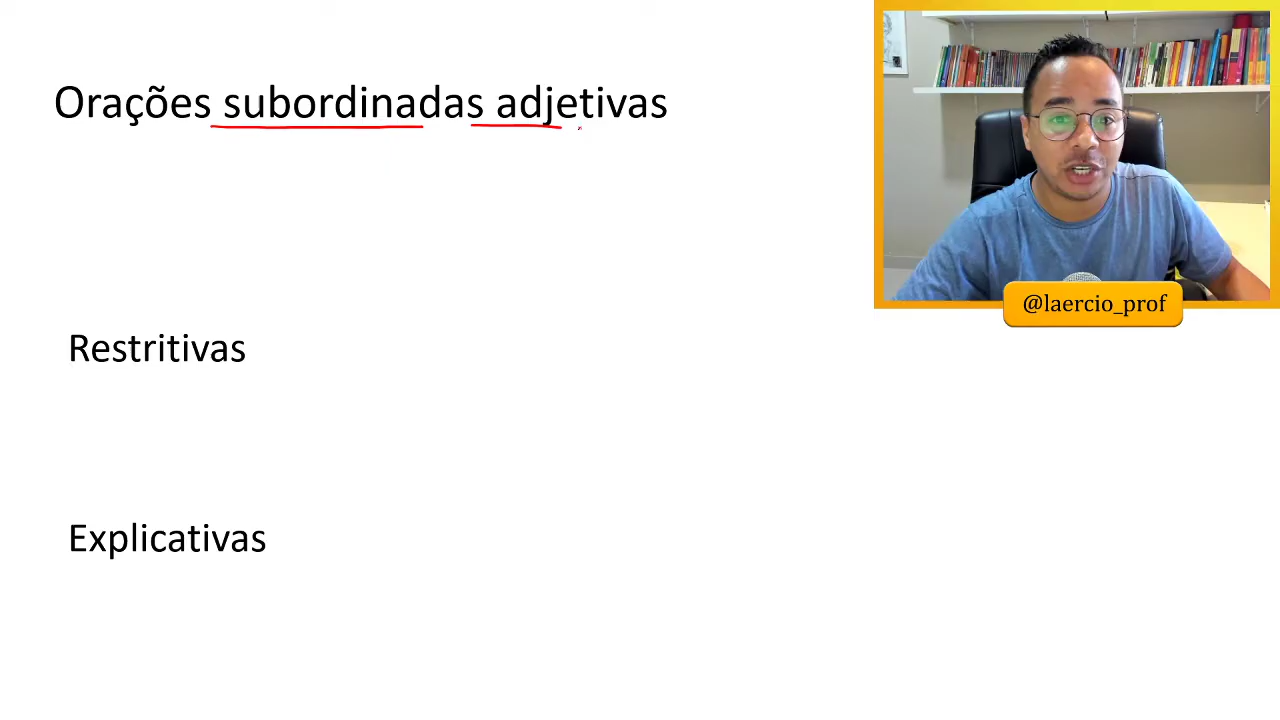 Orações subordinadas adjetivas
@laercio_prof
Restritivas
Explicativas